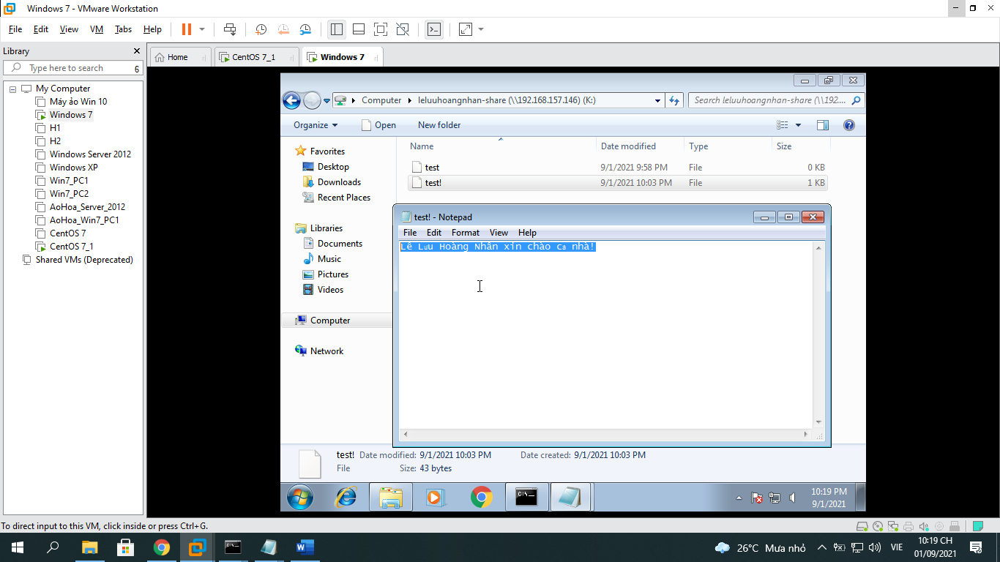 Windows 7 - VMware Workstation
File Edit View VM Tabs Help
Library
Type here to search 6
My Computer
Máy ảo Win 10
Windows 7
H1
H2
Windows Server 2012
Windows XP
Win7_PC1
Win7_PC2
AoHoa_Server_2012
AoHoa_Win7_PC1
CentOS 7
CentOS 7_1
Shared VMs (Deprecated)
Home CentOS 7_1 Windows 7
Computer leluuhoangnhan-share (\\192.168.157.146) (K:) Search leluuhoangnhan-share (\\192....
Organize Open New folder
Favorites
Desktop
Downloads
Recent Places
Libraries
Documents
Music
Pictures
Videos
Computer
Network
Name Date modified Type Size
test 9/1/2021 9:58 PM File 0 KB
test! 9/1/2021 10:03 PM File 1 KB
test! - Notepad
File Edit Format View Help
Lê Lưu Hoàng Nhân xin chào cả nhà!
test! Date modified: 9/1/2021 10:03 PM Date created: 9/1/2021 10:03 PM
File Size: 43 bytes
10:19 PM
9/1/2021
To direct input to this VM, click inside or press Ctrl+G.
26°C Mưa nhỏ VIE 10:19 CH
01/09/2021